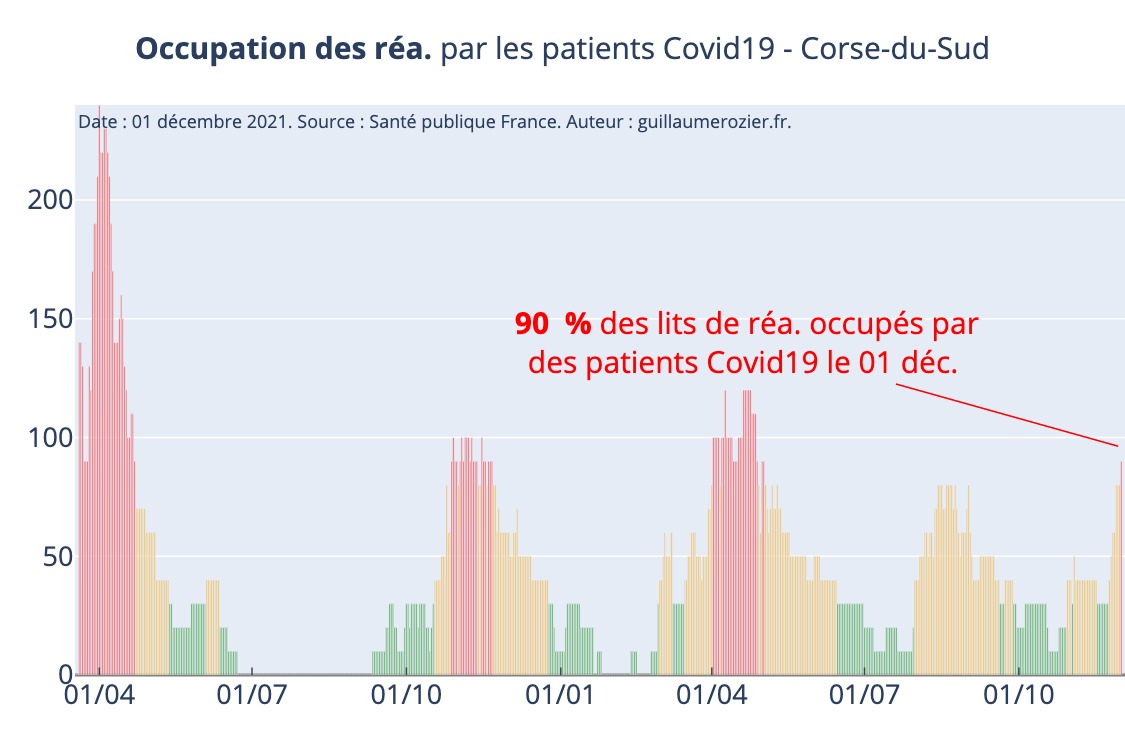 Occupation des réa. par les patients Covid19 - Corse-du-Sud
Date : 01 décembre 2021. Source : Santé publique France. Auteur : guillaumerozier.fr.
200
150
90 % des lits de réa. occupés par
des patients Covid19 le 01 déc.
100
50
0
01/04 01/07 01/10 01/01 01/04 01/07 01/10